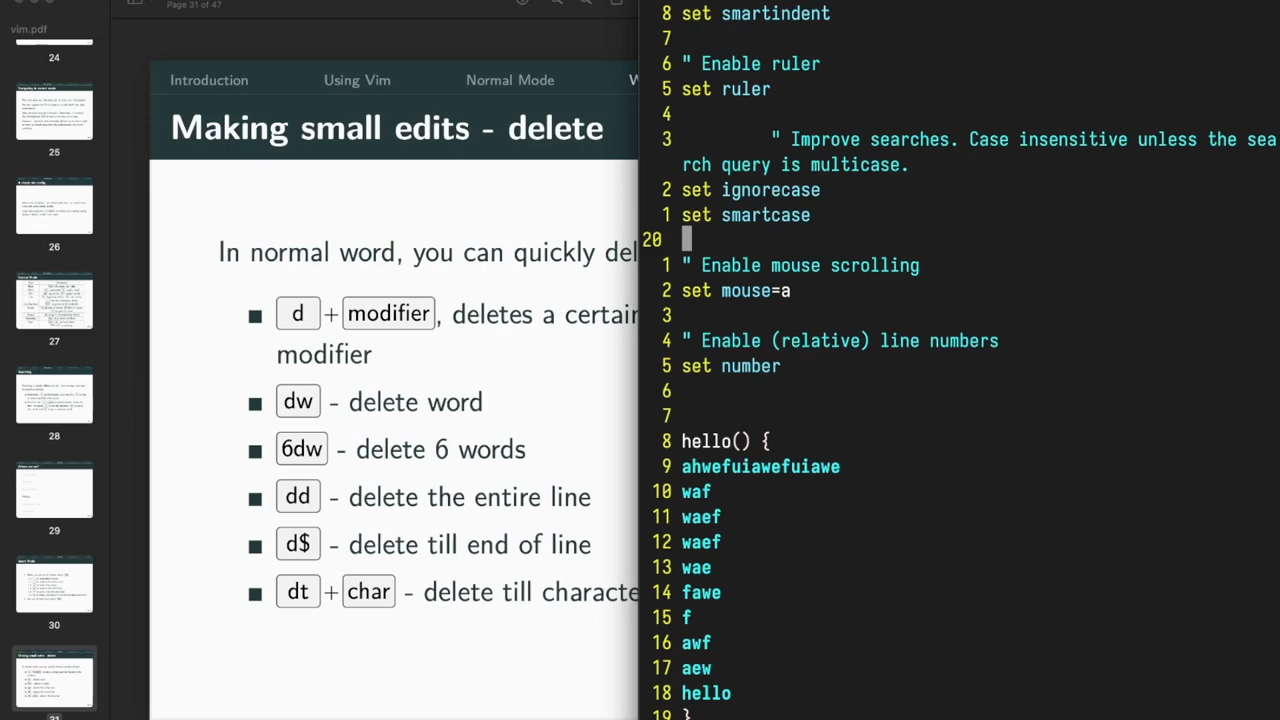 Page 31 of 47
vim.pdf
24
25
26
27
28
29
30
31
Introduction Using Vim Normal Mode
Making small edits - delete
In normal word, you can quickly del
d + modifier, deletes a certain
modifier
dw - delete word
6dw - delete 6 words
dd - delete the entire line
d$ - delete till end of line
dt + char - delete till characte
8 set smartindent
7
6 " Enable ruler
5 set ruler
4
3 " Improve searches. Case insensitive unless the sea
rch query is multicase.
2 set ignorecase
1 set smartcase
20
1 " Enable mouse scrolling
2 set mouse=a
3
4 " Enable (relative) line numbers
5 set number
6
7
8 hello() {
9 ahwefuiawefuiawe
10 waf
11 waef
12 waef
13 wae
14 fawe
15 f
16 awf
17 aew
18 hello
19 }